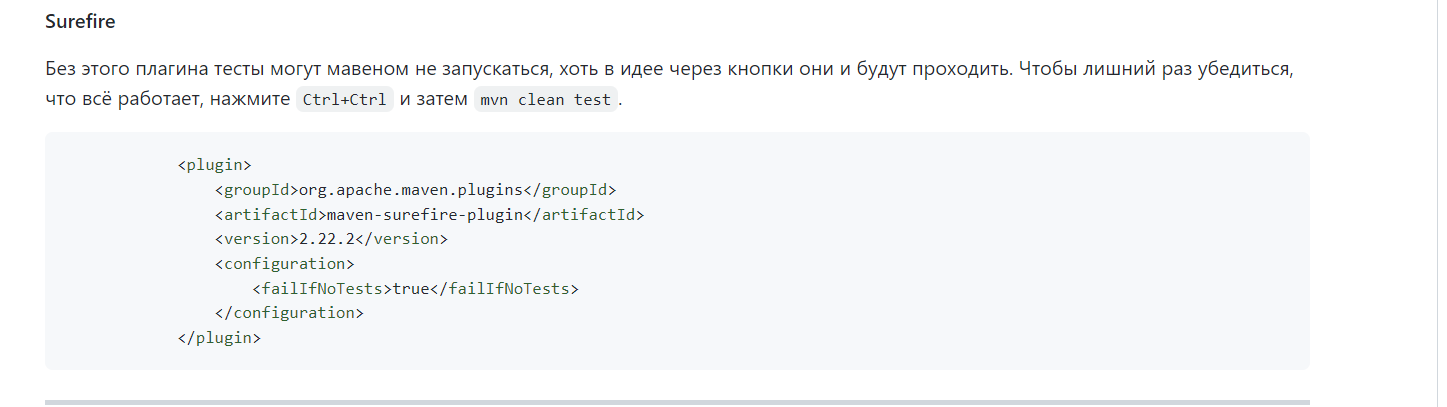 Surefire
Без этого плагина тесты могут мавеном не запускаться, хоть в идее через кнопки они и будут проходить. Чтобы лишний раз убедиться,
что всё работает, нажмите Ctrl+Ctrl и затем mvn clean test.
<plugin>
<groupId>org.apache.maven.plugins</groupId>
<artifactId>maven-surefire-plugin</artifactId>
<version>2.22.2</version>
<configuration>
<failIfNoTests>true</failIfNoTests>
</configuration>
</plugin>